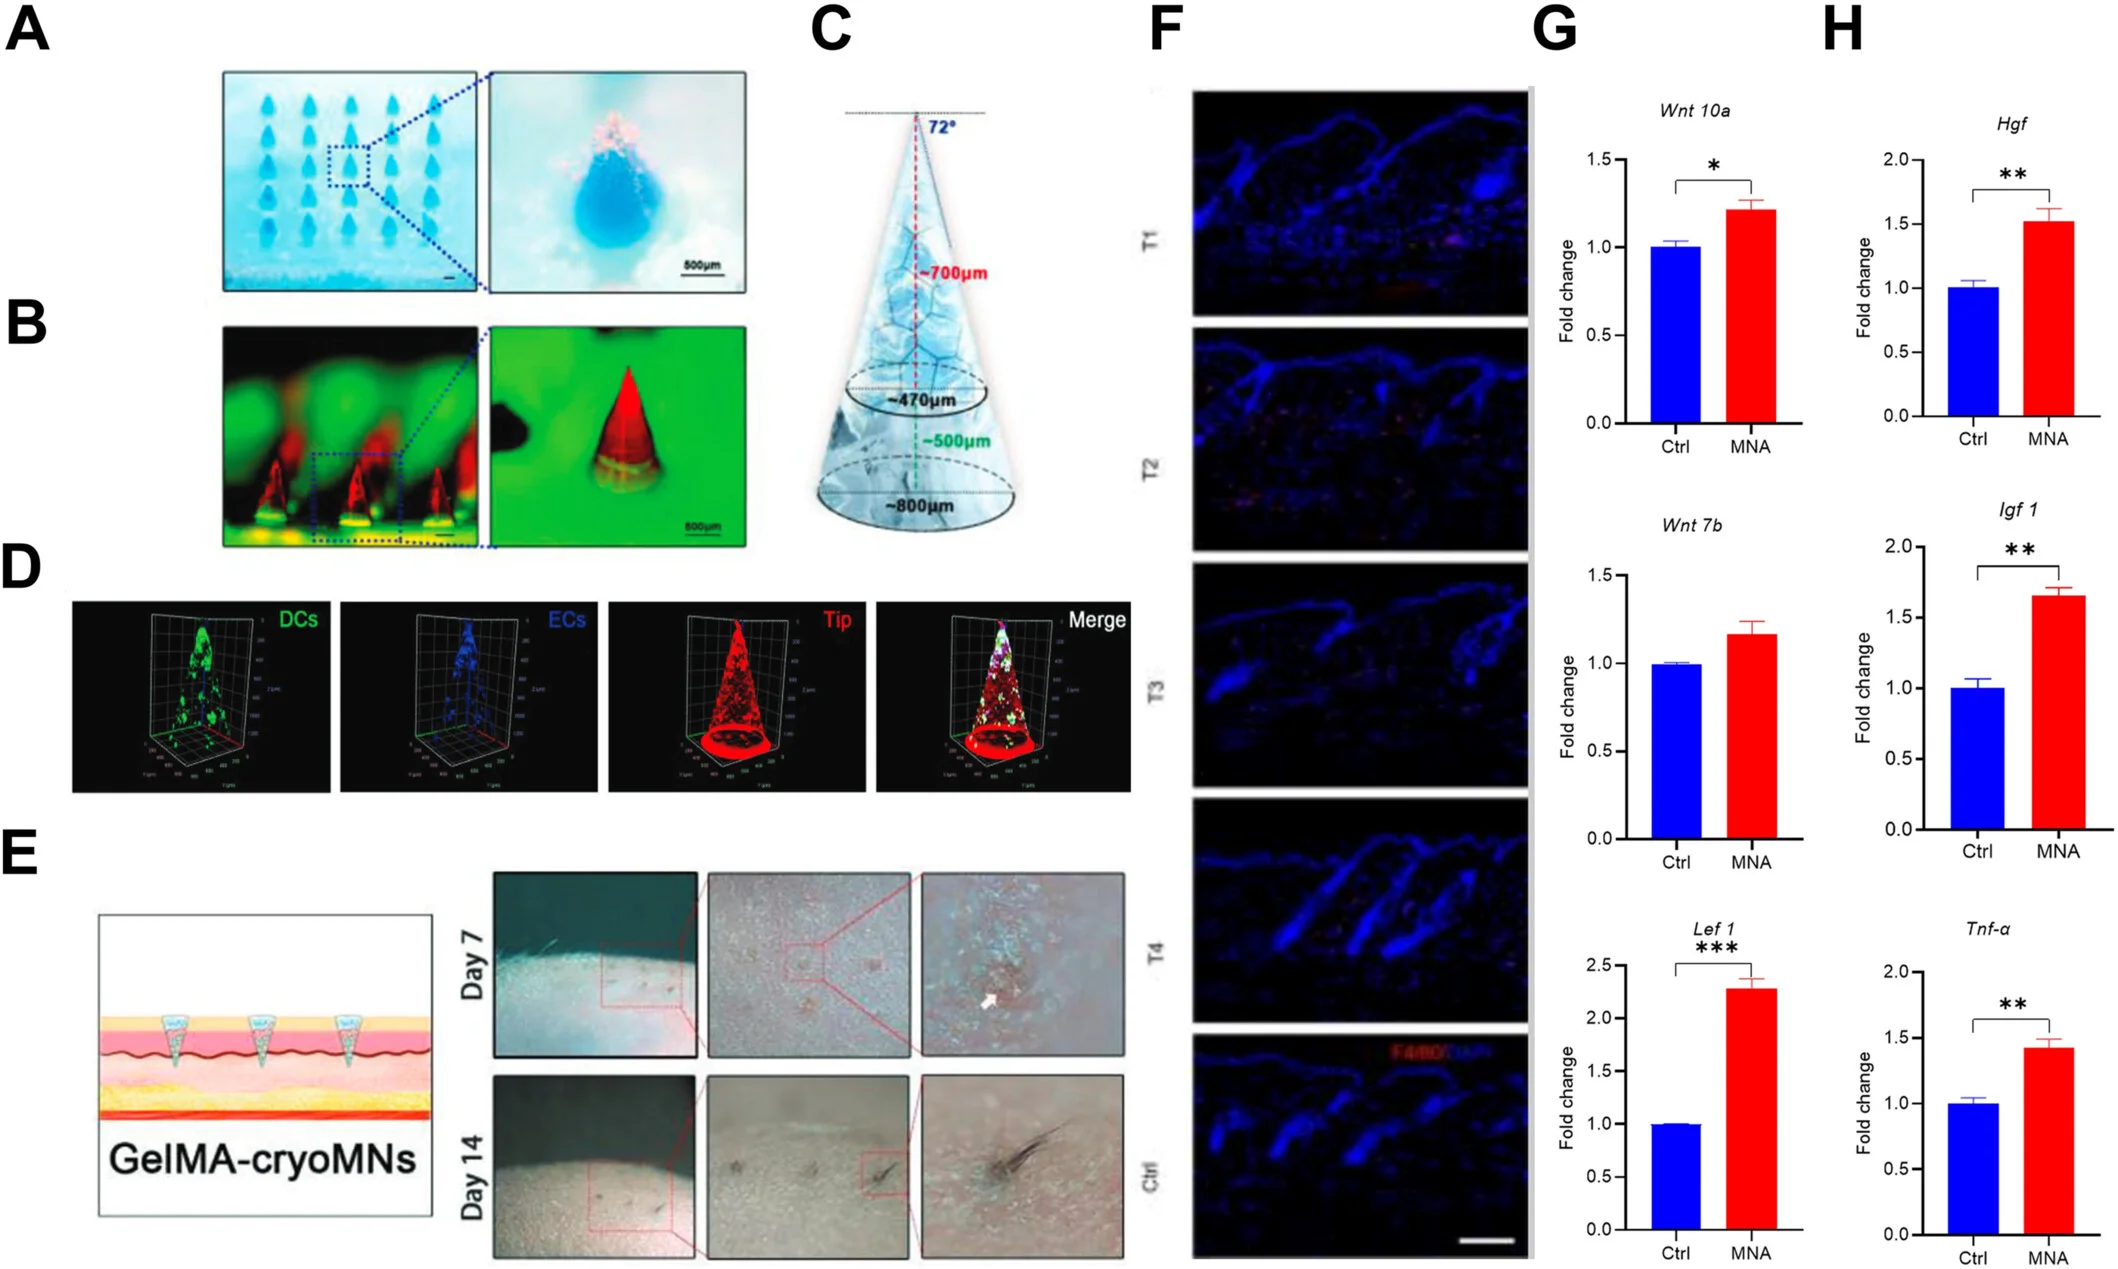 A
500μm
B
500μm
C
72°
~700μm
~470μm
~500μm
~800μm
D
DCs
ECs
Tip
Merge
E
GelMA-cryoMNs
Day 7
Day 14
F
T1
T2
T3
T4
Ctrl
F4/80/DAPI
G
Wnt 10a
*
Fold change
1.5
1.0
0.5
0.0
Ctrl MNA
Wnt 7b
Fold change
1.5
1.0
0.5
0.0
Ctrl MNA
Lef 1
***
Fold change
2.5
2.0
1.5
1.0
0.5
0.0
Ctrl MNA
H
Hgf
**
Fold change
2.0
1.5
1.0
0.5
0.0
Ctrl MNA
Igf 1
**
Fold change
2.0
1.5
1.0
0.5
0.0
Ctrl MNA
Tnf-α
**
Fold change
2.0
1.5
1.0
0.5
0.0
Ctrl MNA